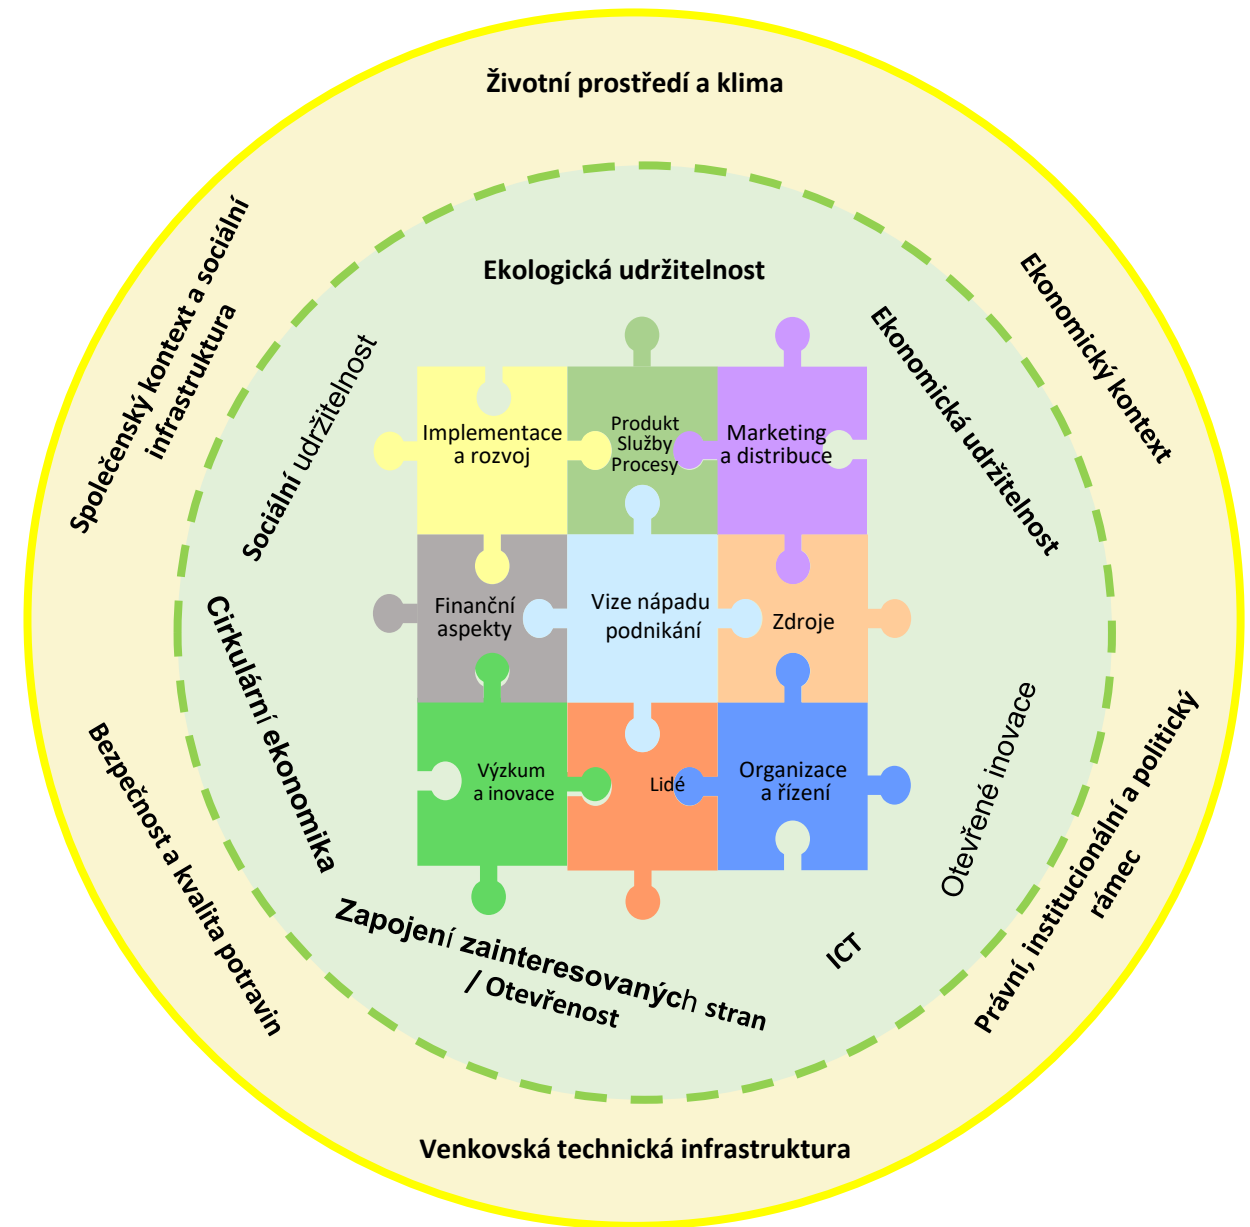 Životní prostředí a klima
Společenský kontext a sociální
infrastruktura
Ekonomický kontext
Ekologická udržitelnost
Sociální udržitelnost
Ekonomická udržitelnost
Implementace
a rozvoj
Produkt
Služby
Procesy
Marketing
a distribuce
Finanční
aspekty
Vize nápadu
podnikání
Zdroje
Výzkum
a inovace
Lidé
Organizace
a řízení
Cirkulární ekonomika
Otevřené inovace
Zapojení zainteresovaných stran
/ Otevřenost
ICT
Bezpečnost a kvalita potravin
Právní, institucionální a politický
rámec
Venkovská technická infrastruktura